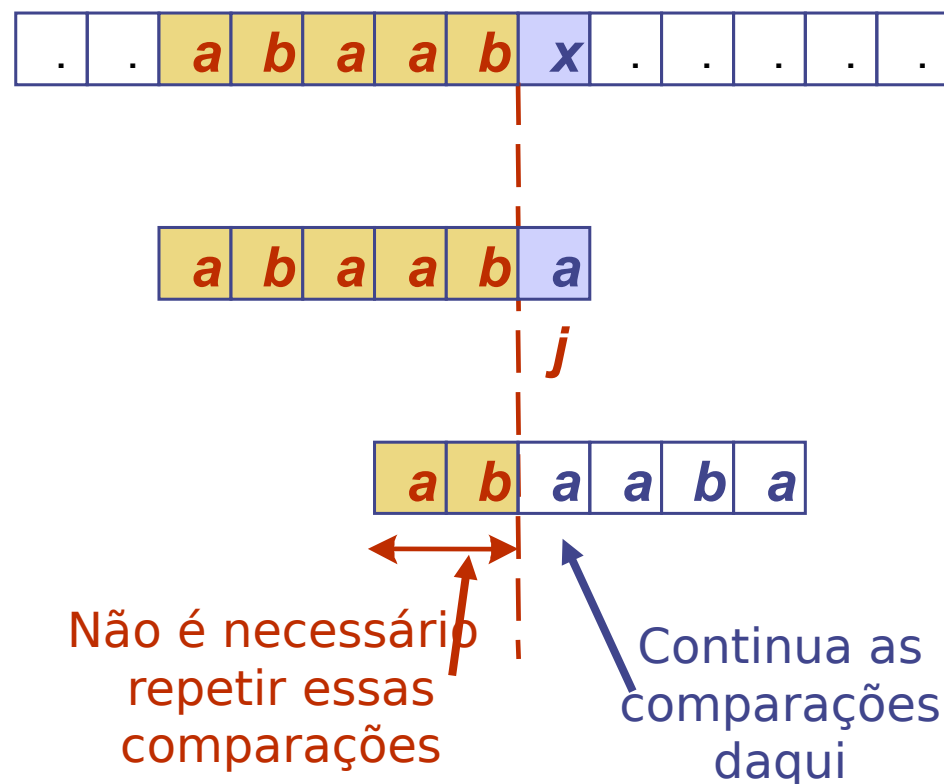 . . a b a a b x . . . . .
a b a a b a
j
a b a a b a
Não é necessário
repetir essas
comparações
Continua as
comparações
daqui